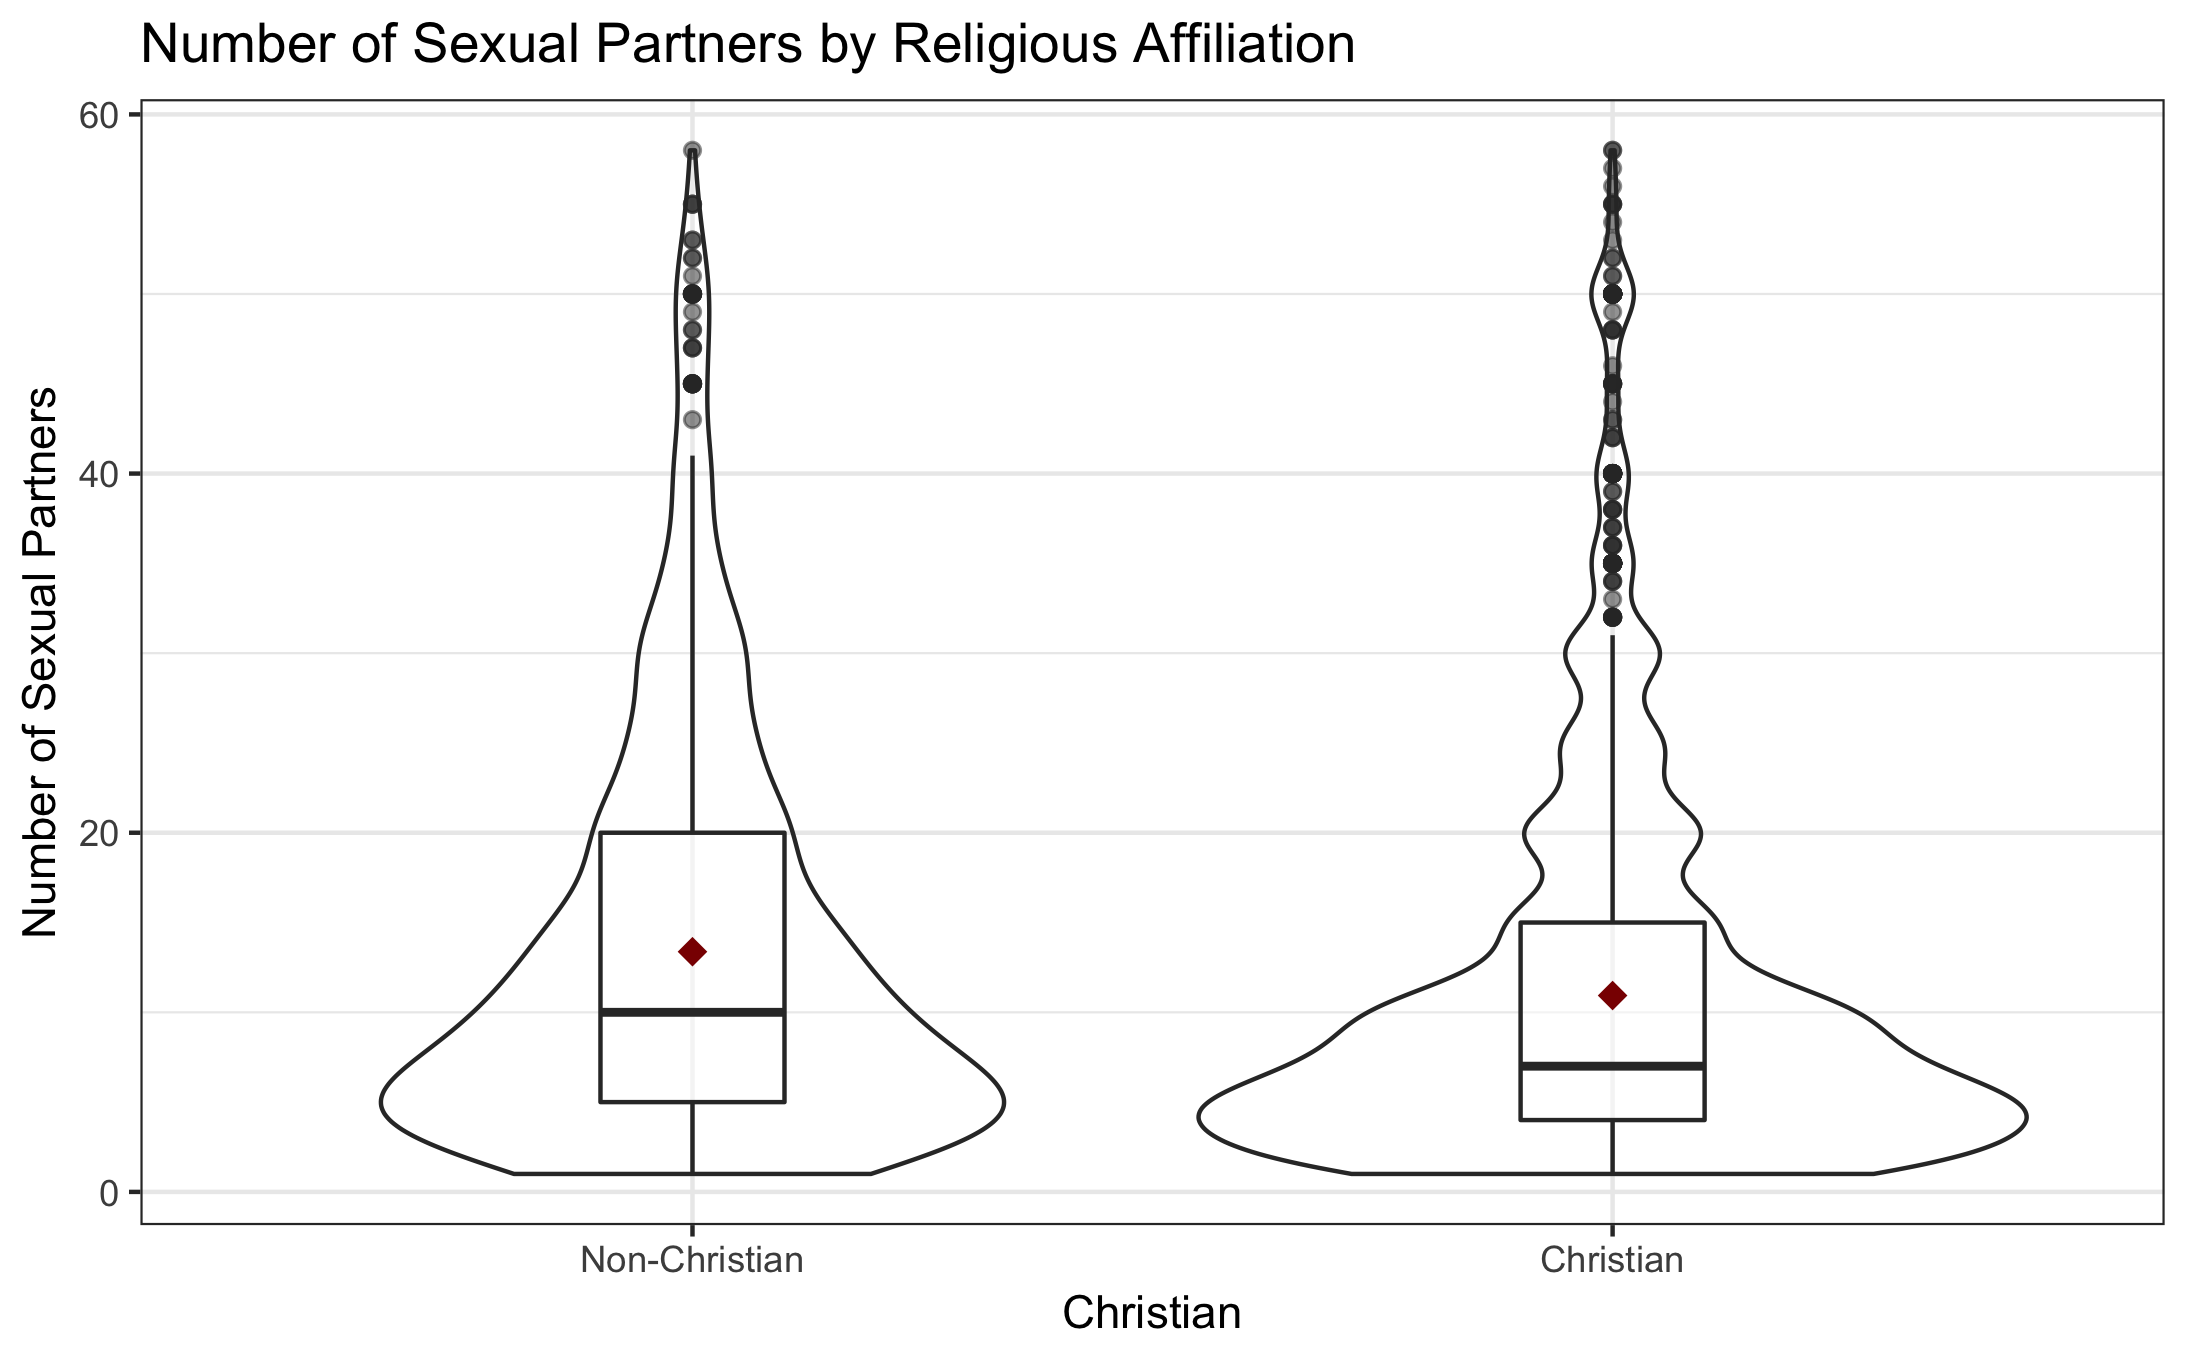 Number of Sexual Partners by Religious Affiliation
Number of Sexual Partners
60
40
20
0
Non-Christian
Christian
Christian